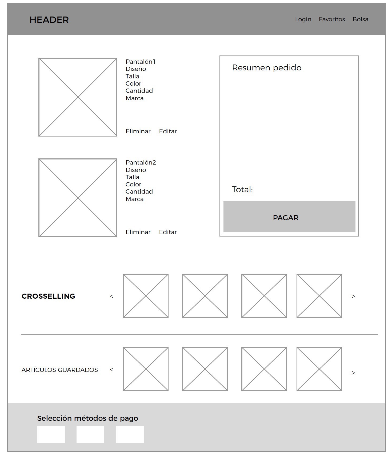 HEADER
Login Favoritos Bolsa
Pantalón1
Diseño
Talla
Color
Cantidad
Marca
Eliminar Editar
Resumen pedido
Total:
PAGAR
Pantalón2
Diseño
Talla
Color
Cantidad
Marca
Eliminar Editar
CROSSELLING < >
ARTICULOS GUARDADOS < >
Selección métodos de pago